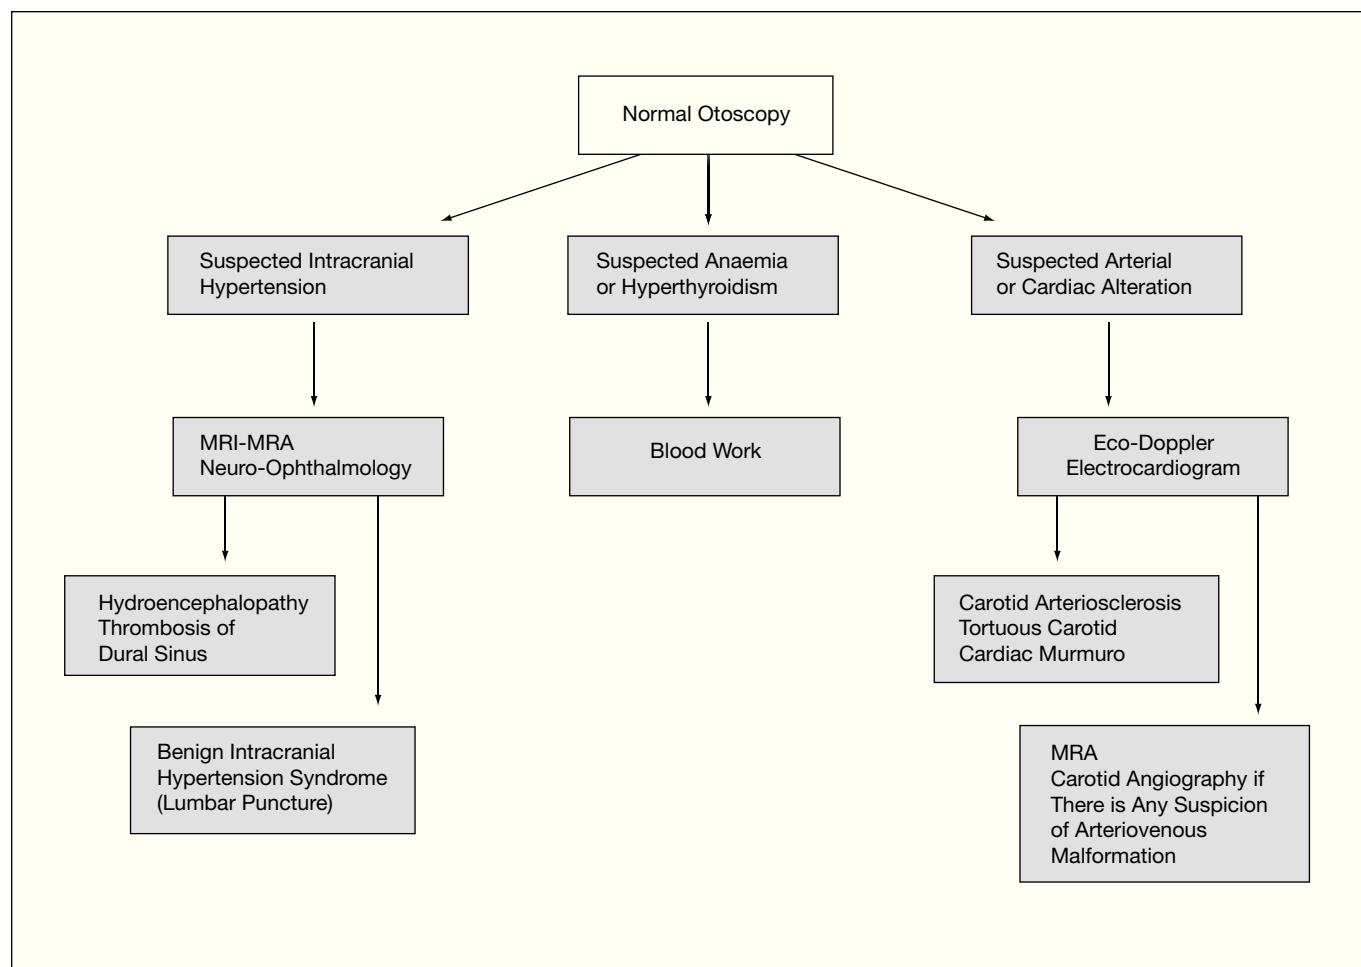 Normal Otoscopy
Suspected Intracranial
Hypertension
Suspected Anaemia
or Hyperthyroidism
Suspected Arterial
or Cardiac Alteration
MRI-MRA
Neuro-Ophthalmology
Blood Work
Eco-Doppler
Electrocardiogram
Hydroencephalopathy
Thrombosis of
Dural Sinus
Carotid Arteriosclerosis
Tortuous Carotid
Cardiac Murmuro
Benign Intracranial
Hypertension Syndrome
(Lumbar Puncture)
MRA
Carotid Angiography if
There is Any Suspicion
of Arteriovenous
Malformation